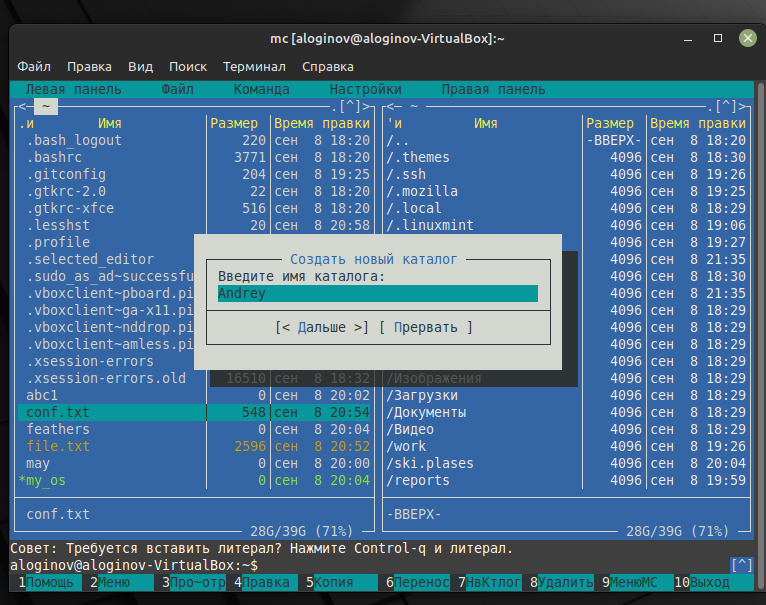 mc [aloginov@aloginov-VirtualBox]:~
Файл Правка Вид Поиск Терминал Справка
Левая панель Файл Команда Настройки Правая панель
<─ ~ .[^]> <─ ~ .[^]>
.и Имя Размер Время правки 'и Имя Размер Время правки
.bash_logout 220 сен 8 18:20 /.. -ВВЕРХ- сен 8 18:20
.bashrc 3771 сен 8 18:20 /.themes 4096 сен 8 18:30
.gitconfig 204 сен 8 19:25 /.ssh 4096 сен 8 19:26
.gtkrc-2.0 22 сен 8 18:20 /.mozilla 4096 сен 8 19:25
.gtkrc-xfce 516 сен 8 18:20 /.local 4096 сен 8 18:29
.lesshst 20 сен 8 20:58 /.linuxmint 4096 сен 8 19:06
.profile 4096 сен 8 19:27
.selected_editor 4096 сен 8 21:35
.sudo_as_ad~successfu 4096 сен 8 18:30
.vboxclient~pboard.pi 4096 сен 8 21:35
.vboxclient~ga-x11.pi 4096 сен 8 18:29
.vboxclient~nddrop.pi 4096 сен 8 18:29
.vboxclient~amless.pi 4096 сен 8 18:29
.xsession-errors 4096 сен 8 18:29
.xsession-errors.old 16510 сен 8 18:32 /Изображения 4096 сен 8 18:29
abc1 0 сен 8 20:02 /Загрузки 4096 сен 8 18:29
conf.txt 548 сен 8 20:54 /Документы 4096 сен 8 18:29
feathers 0 сен 8 20:04 /Видео 4096 сен 8 18:29
file.txt 2596 сен 8 20:52 /work 4096 сен 8 19:26
may 0 сен 8 20:00 /ski.plases 4096 сен 8 20:04
*my_os 0 сен 8 20:04 /reports 4096 сен 8 19:59
Создать новый каталог
Введите имя каталога:
Andrey
[< Дальше >] [ Прервать ]
conf.txt -ВВЕРХ-
28G/39G (71%) 28G/39G (71%)
Совет: Требуется вставить литерал? Нажмите Control-q и литерал.
aloginov@aloginov-VirtualBox:~$ [^]
1Помощь 2Меню 3Про~отр 4Правка 5Копия 6Перенос 7НвКтлог 8Удалить 9МенюMC 10Выход